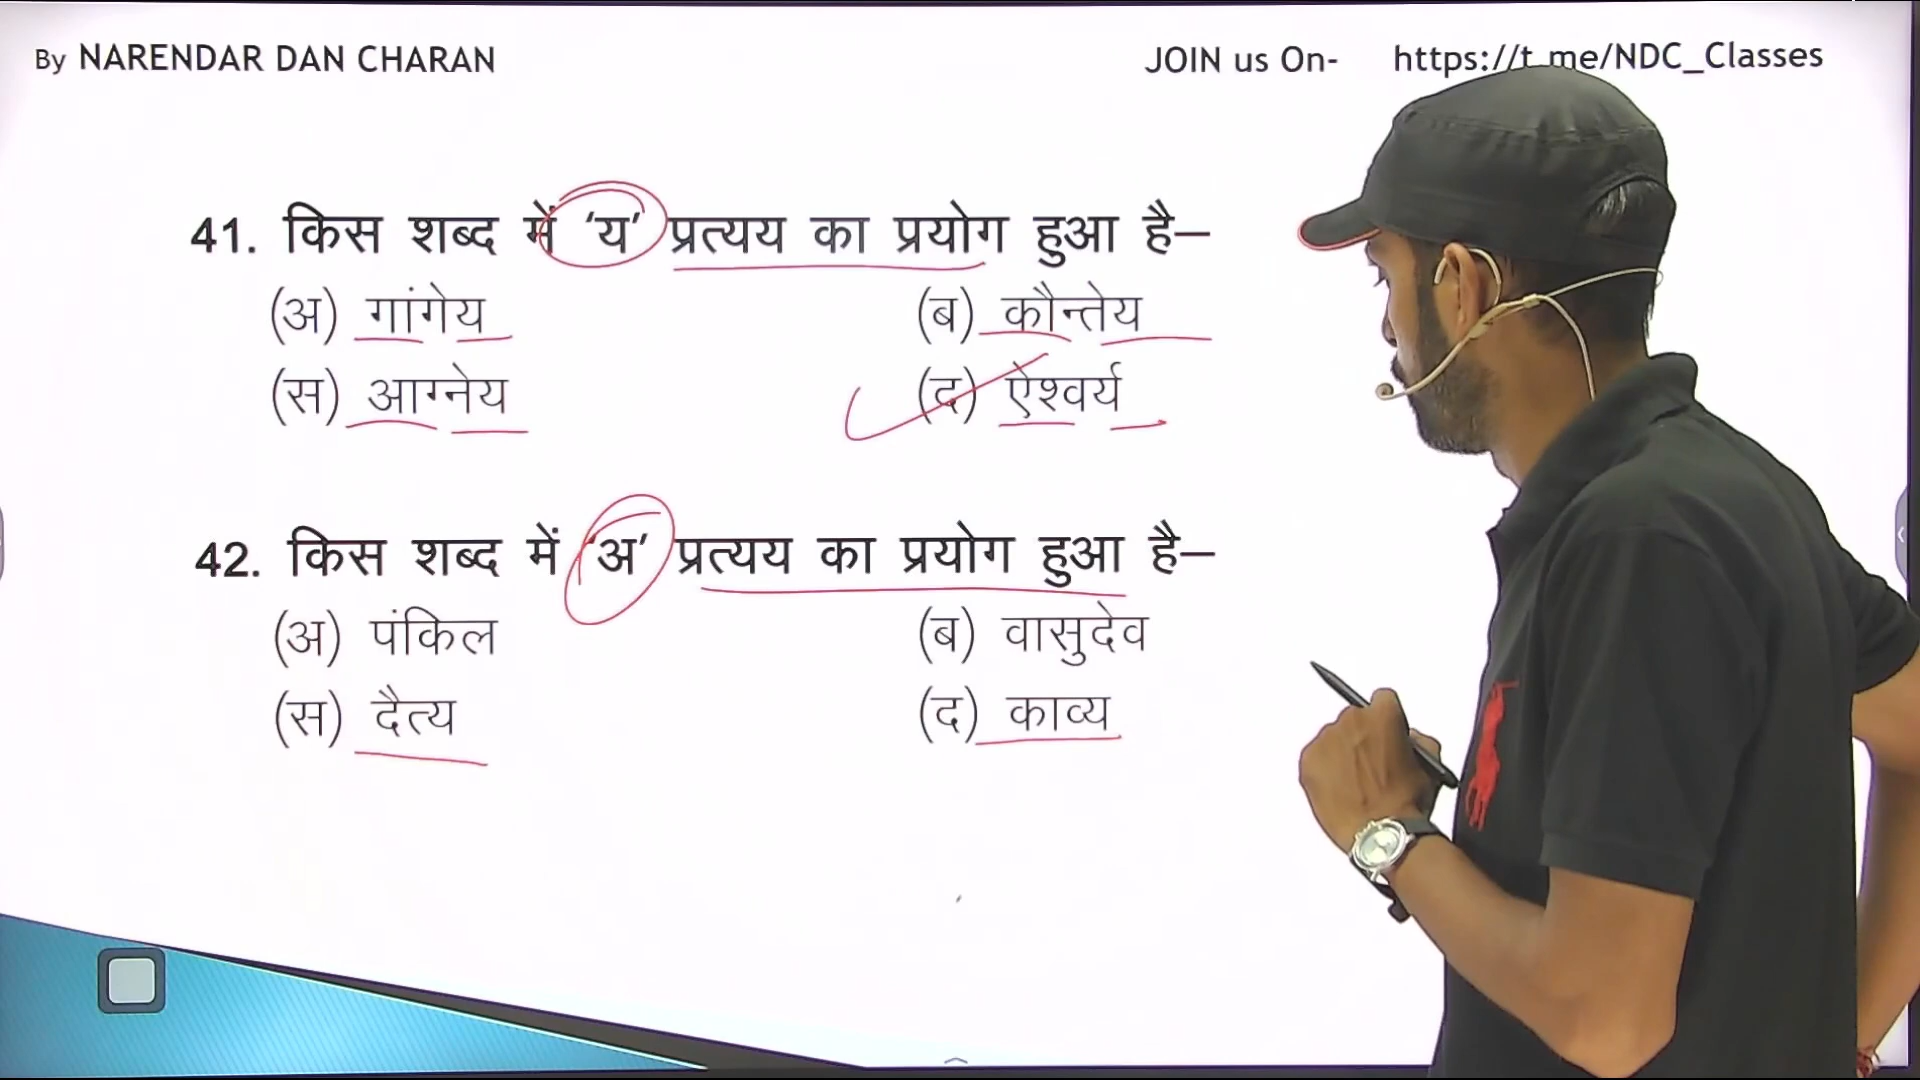 By NARENDAR DAN CHARAN JOIN us On- https://t.me/NDC_Classes
41. किस शब्द में ‘य’ प्रत्यय का प्रयोग हुआ है–
(अ) गांगेय (ब) कौन्तेय
(स) आग्नेय (द) ऐश्वर्य
42. किस शब्द में ‘अ’ प्रत्यय का प्रयोग हुआ है–
(अ) पंकिल (ब) वासुदेव
(स) दैत्य (द) काव्य